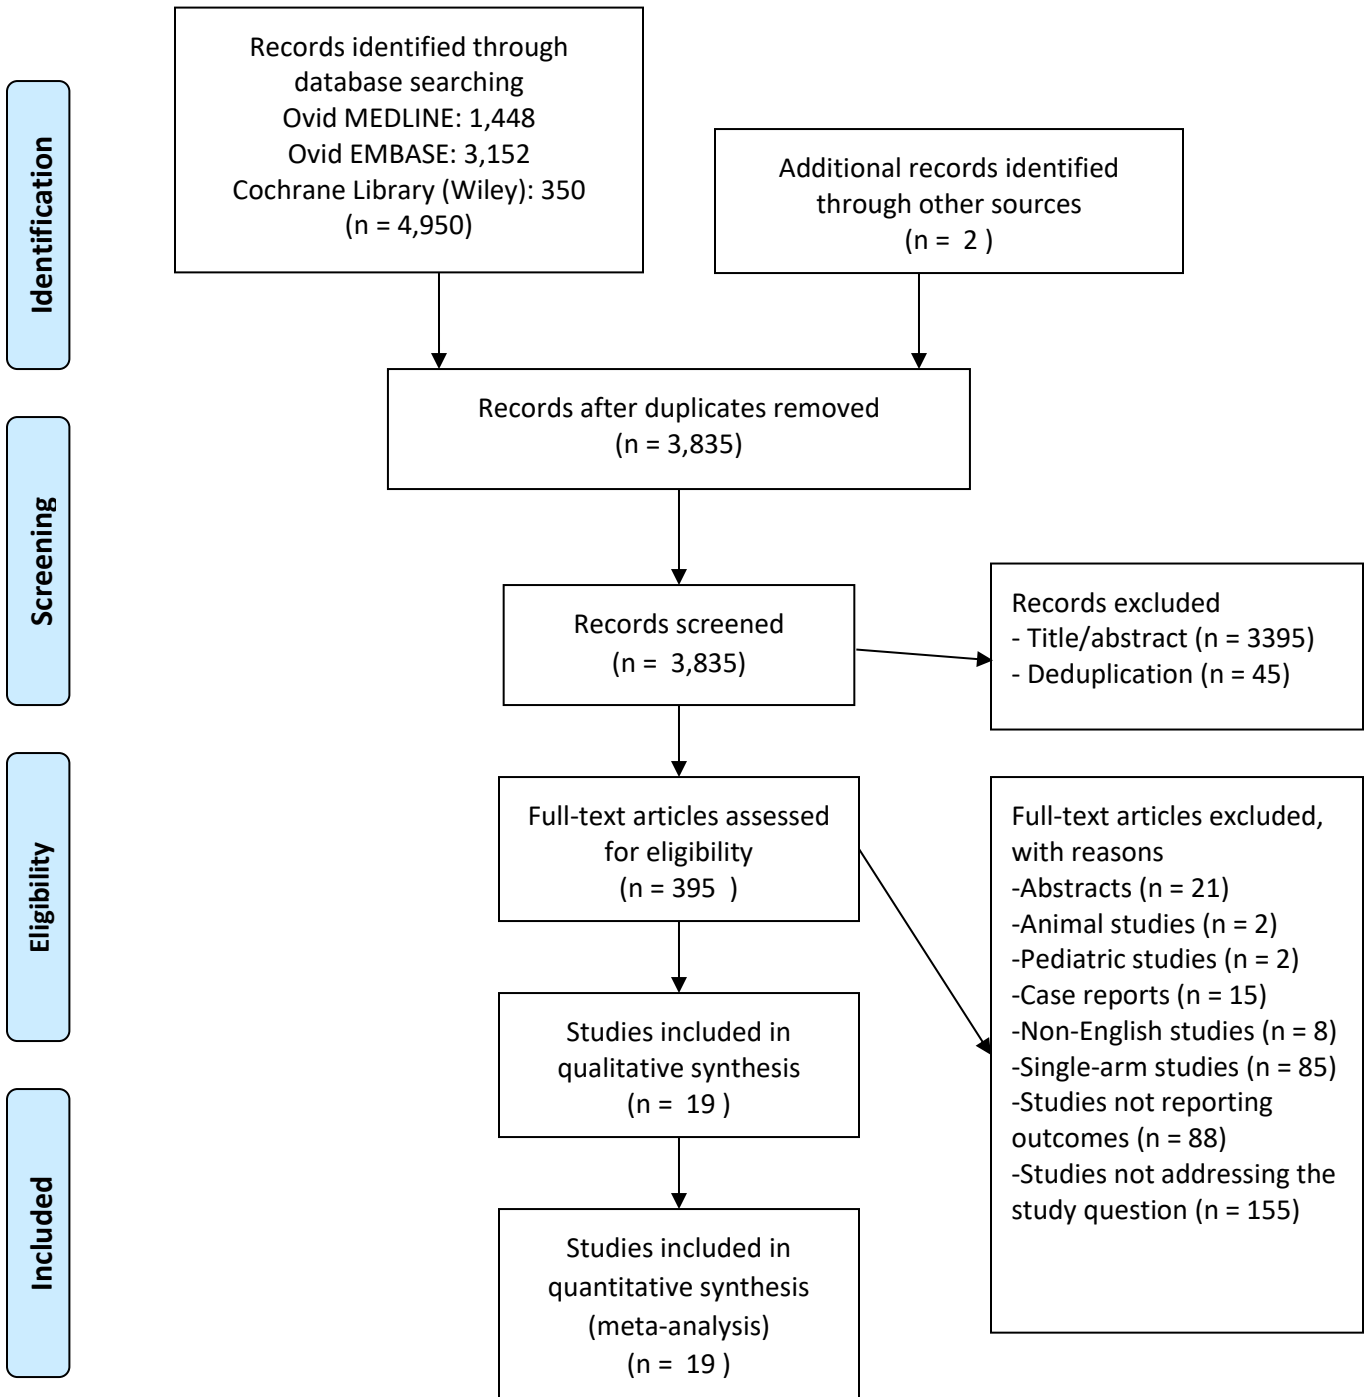 Identification
Records identified through
database searching
Ovid MEDLINE: 1,448
Ovid EMBASE: 3,152
Cochrane Library (Wiley): 350
(n = 4,950)
Additional records identified
through other sources
(n =  2 )
Records after duplicates removed
(n = 3,835)
Screening
Records screened
(n =  3,835)
Records excluded
- Title/abstract (n = 3395)
- Deduplication (n = 45)
Eligibility
Full-text articles assessed
for eligibility
(n = 395  )
Full-text articles excluded,
with reasons
-Abstracts (n = 21)
-Animal studies (n = 2)
-Pediatric studies (n = 2)
-Case reports (n = 15)
-Non-English studies (n = 8)
-Single-arm studies (n = 85)
-Studies not reporting
outcomes (n = 88)
-Studies not addressing the
study question (n = 155)
Studies included in
qualitative synthesis
(n =  19 )
Included
Studies included in
quantitative synthesis
(meta-analysis)
(n =  19 )